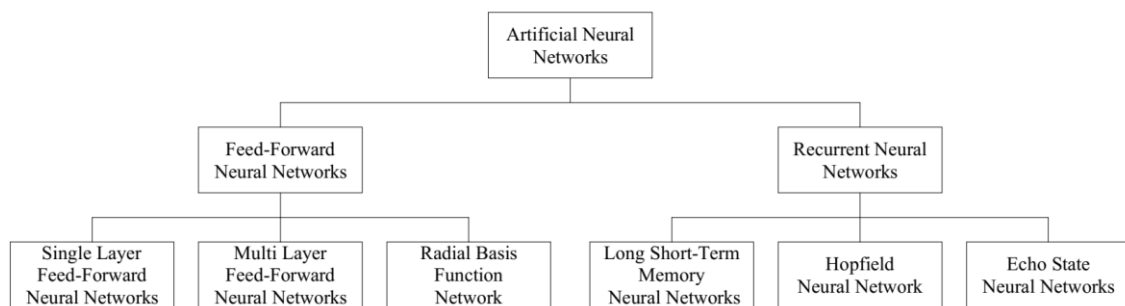 Artificial Neural
Networks
Feed-Forward
Neural Networks
Recurrent Neural
Networks
Single Layer
Feed-Forward
Neural Networks
Multi Layer
Feed-Forward
Neural Networks
Radial Basis
Function
Network
Long Short-Term
Memory
Neural Networks
Hopfield
Neural Network
Echo State
Neural Networks